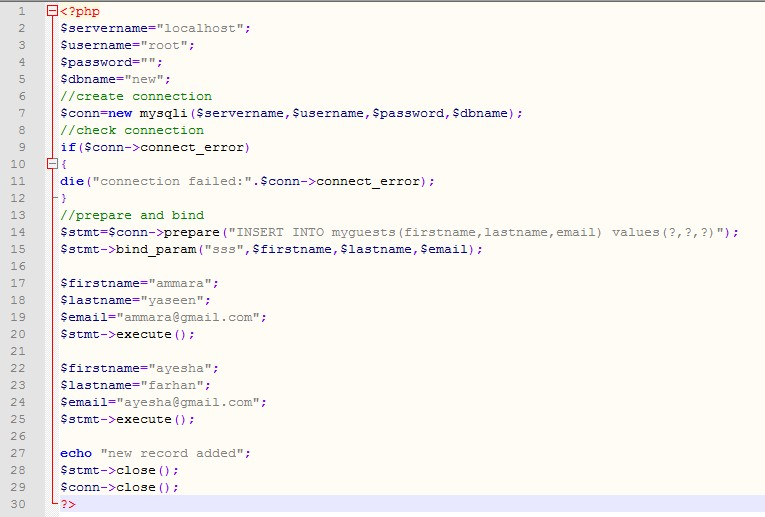 1 <?php
2 $servername="localhost";
3 $username="root";
4 $password="";
5 $dbname="new";
6 //create connection
7 $conn=new mysqli($servername,$username,$password,$dbname);
8 //check connection
9 if($conn->connect_error)
10 {
11 die("connection failed:".$conn->connect_error);
12 }
13 //prepare and bind
14 $stmt=$conn->prepare("INSERT INTO myguests(firstname,lastname,email) values(?,?,?)");
15 $stmt->bind_param("sss",$firstname,$lastname,$email);
16
17 $firstname="ammara";
18 $lastname="yaseen";
19 $email="ammara@gmail.com";
20 $stmt->execute();
21
22 $firstname="ayesha";
23 $lastname="farhan";
24 $email="ayesha@gmail.com";
25 $stmt->execute();
26
27 echo "new record added";
28 $stmt->close();
29 $conn->close();
30 ?>